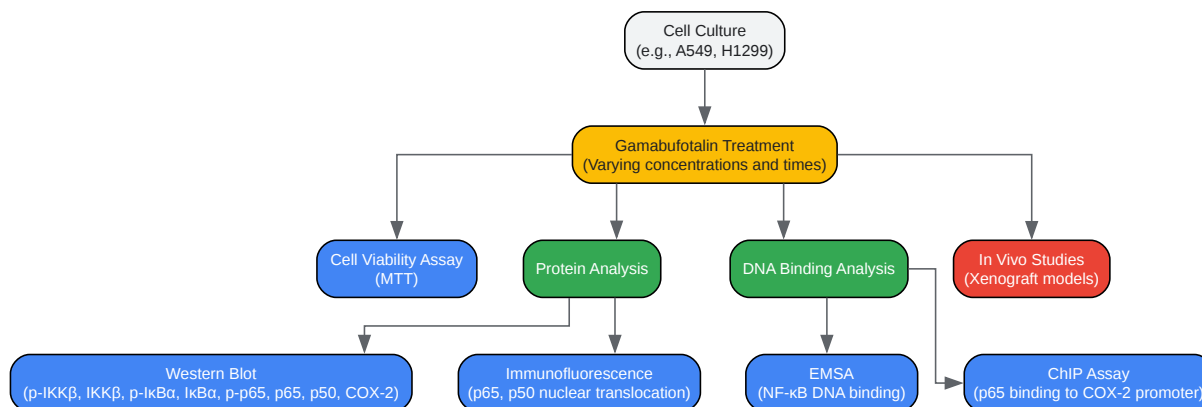 Cell Culture
(e.g., A549, H1299)
Gamabufotalin Treatment
(Varying concentrations and times)
Cell Viability Assay
(MTT)
Protein Analysis
DNA Binding Analysis
In Vivo Studies
(Xenograft models)
Western Blot
(p-IKKβ, IKKβ, p-IκBα, IκBα, p-p65, p65, p50, COX-2)
Immunofluorescence
(p65, p50 nuclear translocation)
EMSA
(NF-κB DNA binding)
ChIP Assay
(p65 binding to COX-2 promoter)